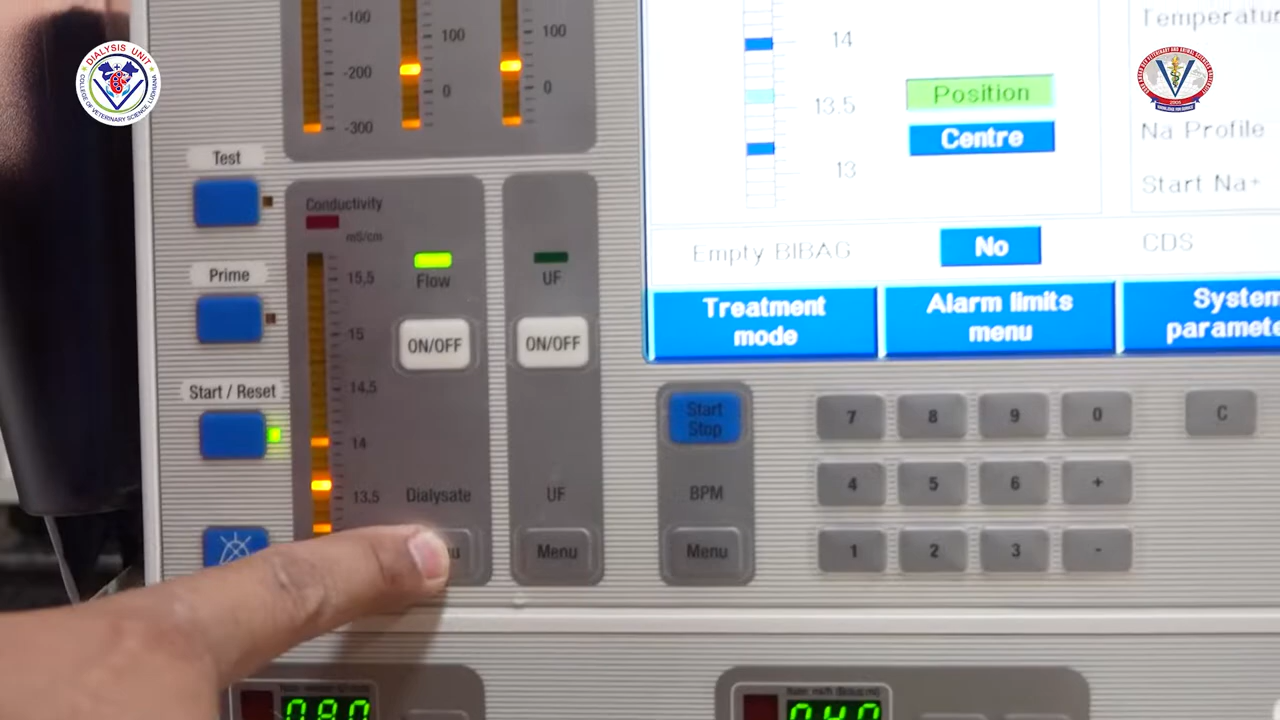 DIALYSIS UNIT
COLLEGE OF VETERINARY SCIENCE, LUDHIANA
-100
-200
-300
100
0
100
0
Test
Prime
Start / Reset
Conductivity
mS/cm
15,5
15
14,5
14
13,5
Flow
ON/OFF
Dialysate
UF
ON/OFF
UF
Menu
14
13.5
13
Position
Centre
Empty BIBAG
No
Na Profile
Start Na+
CDS
Treatment
mode
Alarm limits
menu
System
Start
Stop
BPM
Menu
7 8 9 0 C
4 5 6 +
1 2 3 -
080
040